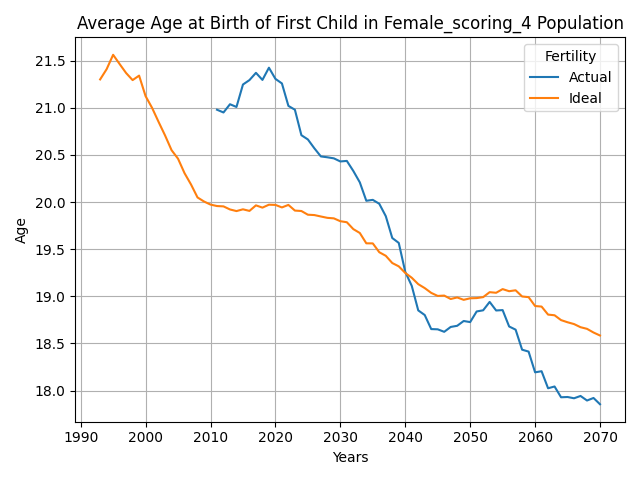 Average Age at Birth of First Child in Female_scoring_4 Population
Fertility
Actual
Ideal
Age
21.5
21.0
20.5
20.0
19.5
19.0
18.5
18.0
1990 2000 2010 2020 2030 2040 2050 2060 2070
Years